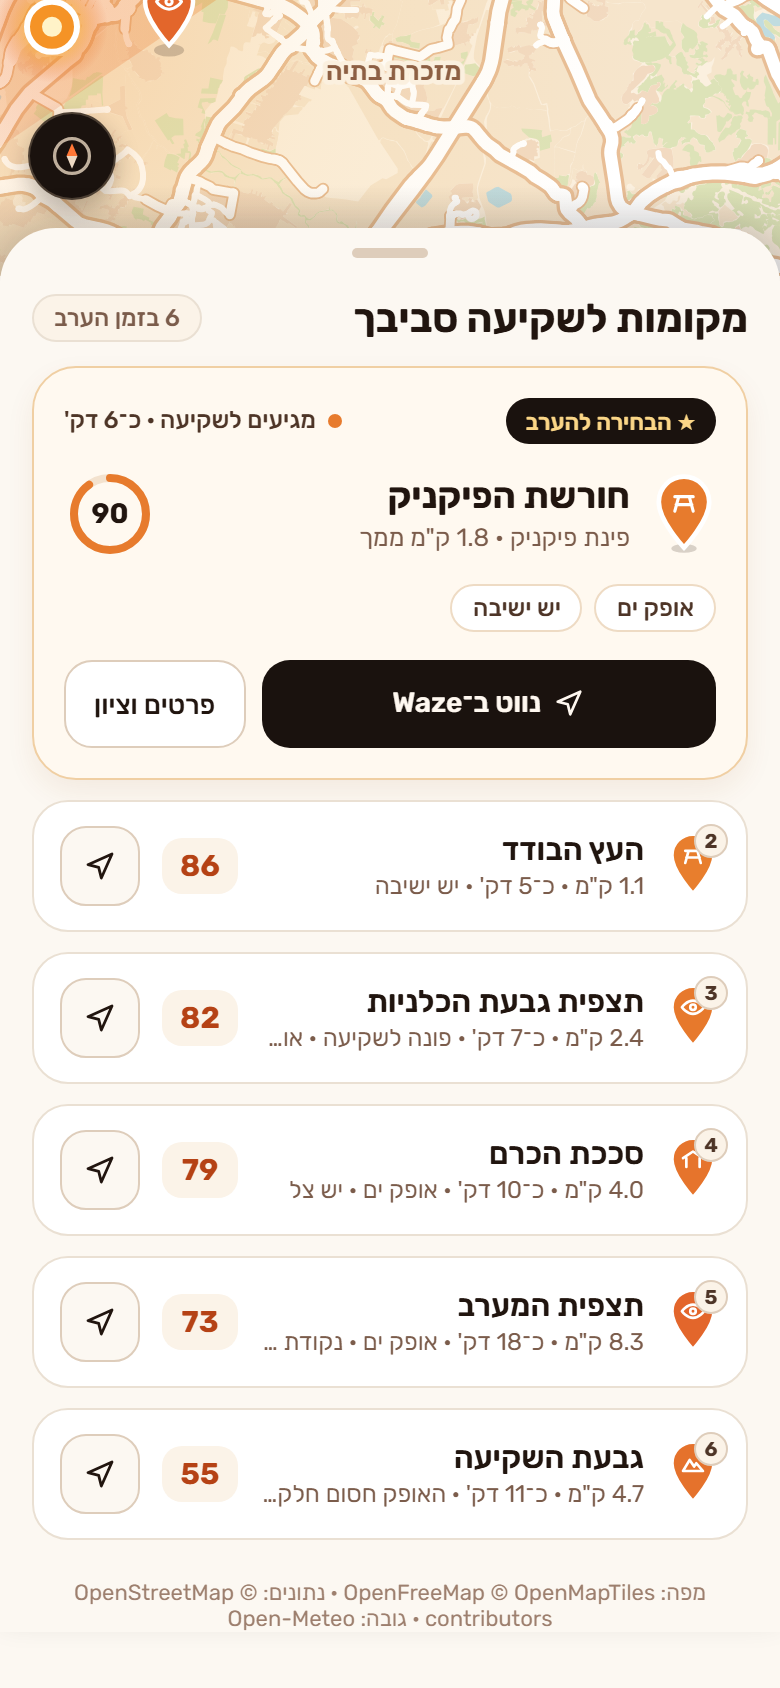 מזכרת בתיה
מקומות לשקיעה סביבך
6 בזמן הערב
★ הבחירה להערב
מגיעים לשקיעה • כ־6 דק'
חורשת הפיקניק
90
פינת פיקניק • 1.8 ק"מ ממך
אופק ים
יש ישיבה
נווט ב־Waze
פרטים וציון
2
העץ הבודד
86
1.1 ק"מ • כ־5 דק' • יש ישיבה
3
תצפית גבעת הכלניות
82
2.4 ק"מ • כ־7 דק' • פונה לשקיעה • או...
4
סככת הכרם
79
4.0 ק"מ • כ־10 דק' • אופק ים • יש צל
5
תצפית המערב
73
8.3 ק"מ • כ־18 דק' • אופק ים • נקודת ...
6
גבעת השקיעה
55
4.7 ק"מ • כ־11 דק' • האופק חסום חלק...
מפה: OpenFreeMap © OpenMapTiles • נתונים: © OpenStreetMap
contributors • גובה: Open-Meteo